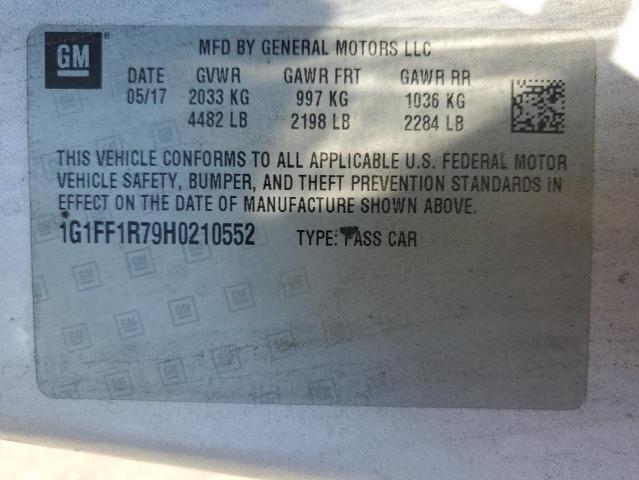 GM ®
MFD BY GENERAL MOTORS LLC
DATE GVWR GAWR FRT GAWR RR
05/17 2033 KG 997 KG 1036 KG
4482 LB 2198 LB 2284 LB
THIS VEHICLE CONFORMS TO ALL APPLICABLE U.S. FEDERAL MOTOR
VEHICLE SAFETY, BUMPER, AND THEFT PREVENTION STANDARDS IN
EFFECT ON THE DATE OF MANUFACTURE SHOWN ABOVE.
1G1FF1R79H0210552 TYPE: PASS CAR